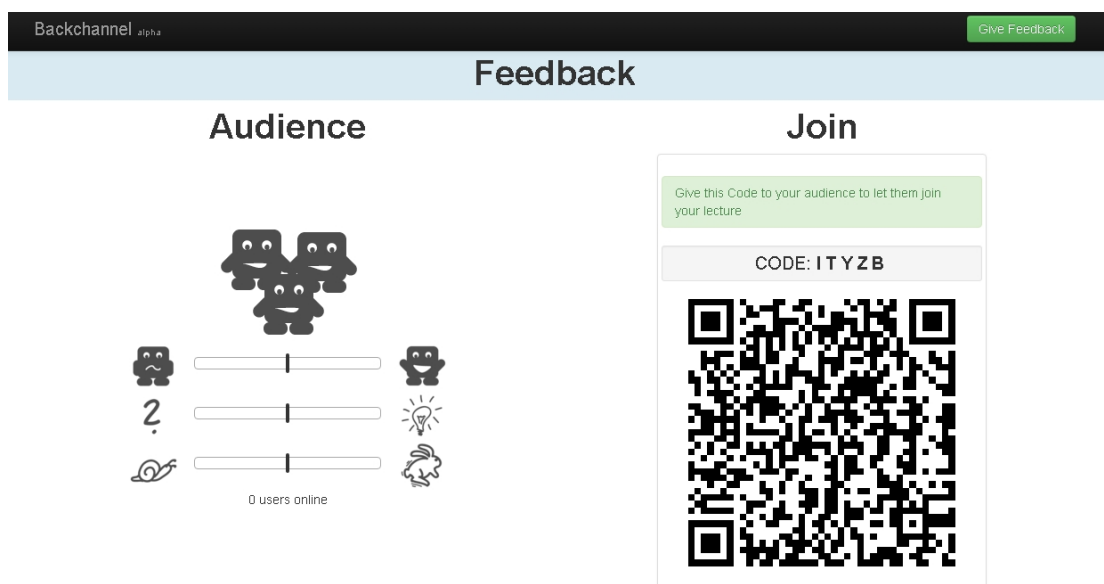 Backchannel alpha
Give Feedback
Feedback
Audience
Join
Give this Code to your audience to let them join
your lecture
CODE: I T Y Z B
?
0 users online